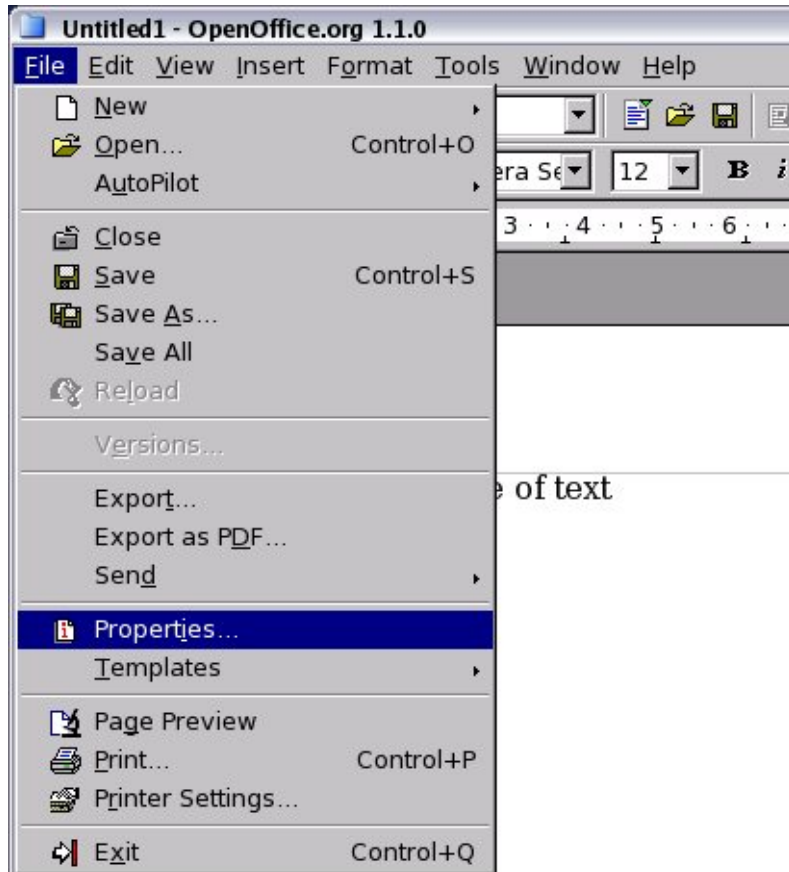 Untitled1 - OpenOffice.org 1.1.0
File Edit View Insert Format Tools Window Help
New
Open... Control+O
AutoPilot
12 B i
3 4 5 6
Close
Save Control+S
Save As...
Save All
Reload
Versions...
of text
Export...
Export as PDF...
Send
Properties...
Templates
Page Preview
Print... Control+P
Printer Settings...
Exit Control+Q